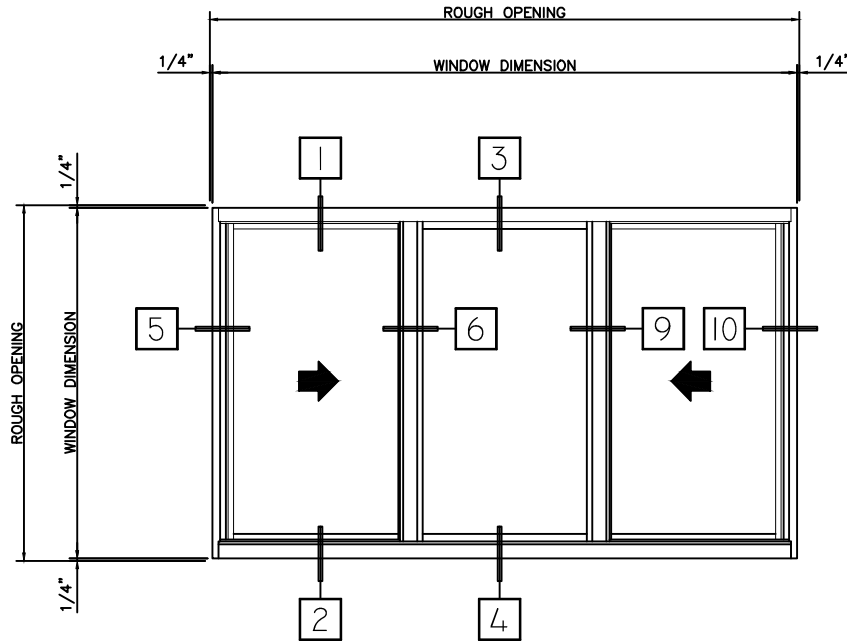 ROUGH OPENING
1/4" WINDOW DIMENSION 1/4"
1/4"
1 3
5 6 9 10
ROUGH OPENING
WINDOW DIMENSION
1/4"
2 4